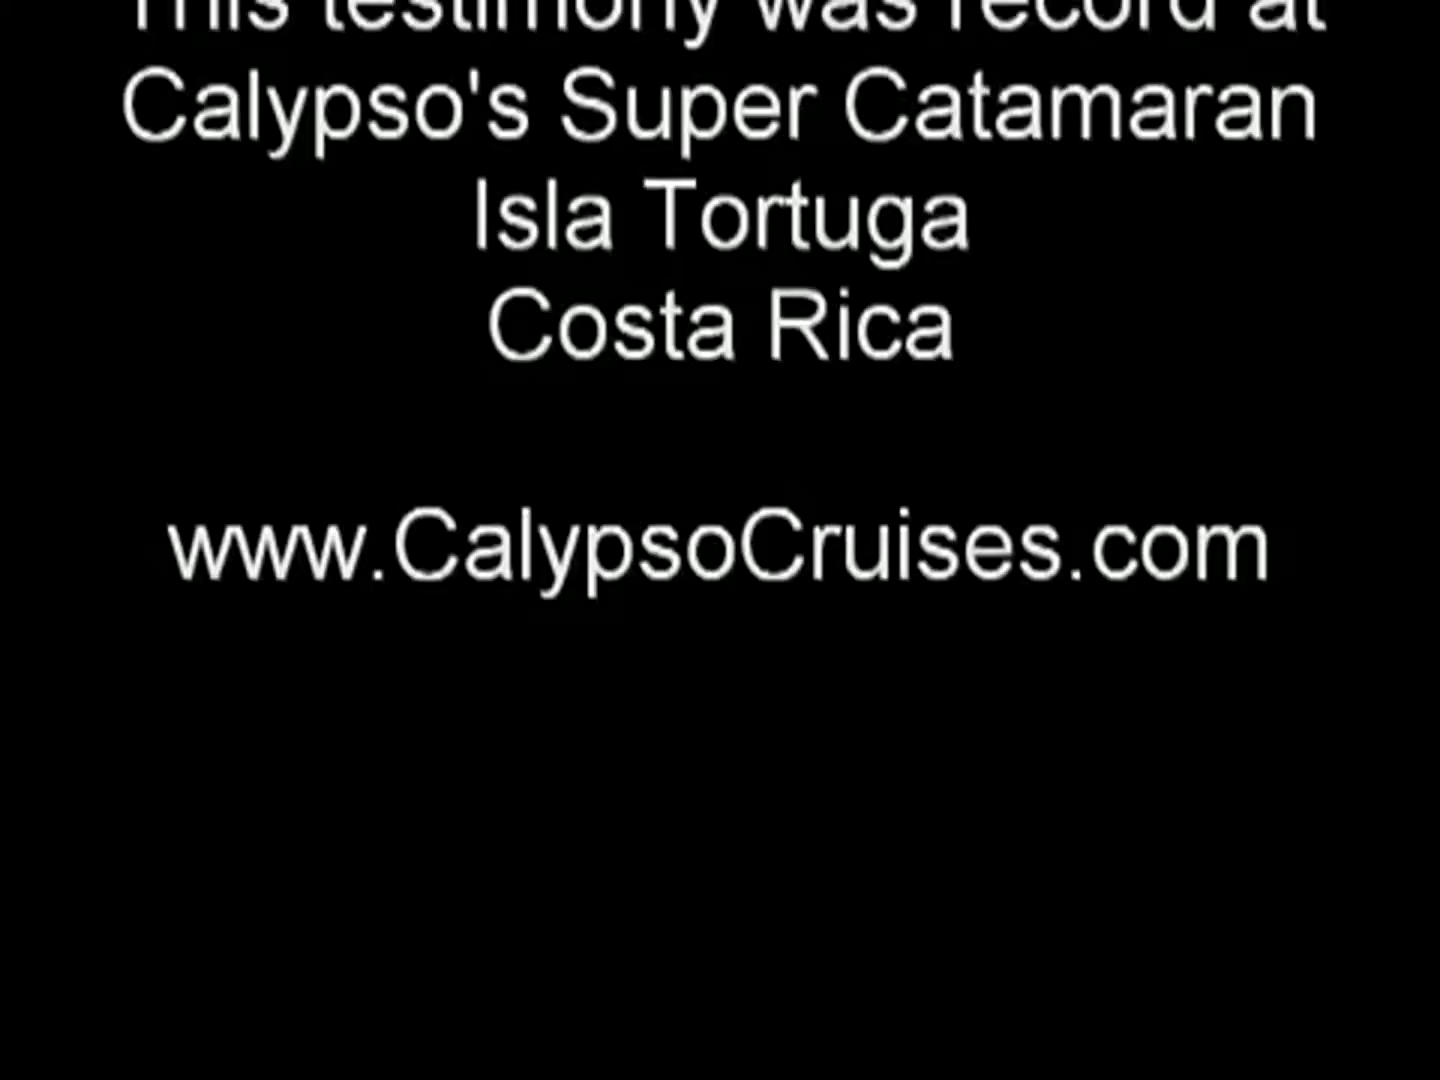 This testimony was record at
Calypso's Super Catamaran
Isla Tortuga
Costa Rica
www.CalypsoCruises.com